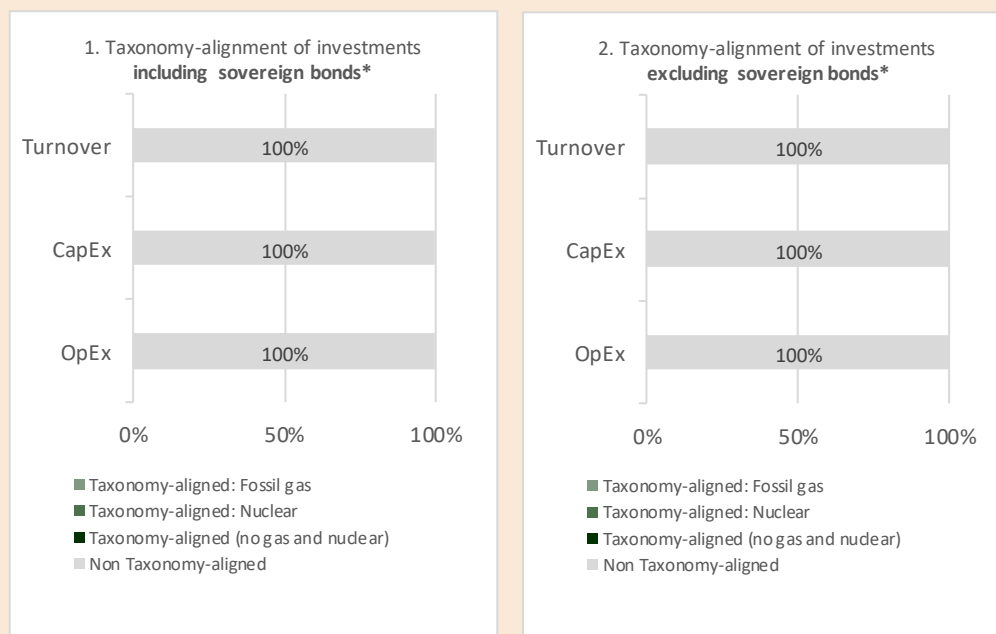 1. Taxonomy-alignment of investments
including sovereign bonds*
Turnover
100%
CapEx
100%
OpEx
100%
0% 50% 100%
Taxonomy-aligned: Fossil gas
Taxonomy-aligned: Nuclear
Taxonomy-aligned (no gas and nuclear)
Non Taxonomy-aligned
2. Taxonomy-alignment of investments
excluding sovereign bonds*
Turnover
100%
CapEx
100%
OpEx
100%
0% 50% 100%
Taxonomy-aligned: Fossil gas
Taxonomy-aligned: Nuclear
Taxonomy-aligned (no gas and nuclear)
Non Taxonomy-aligned